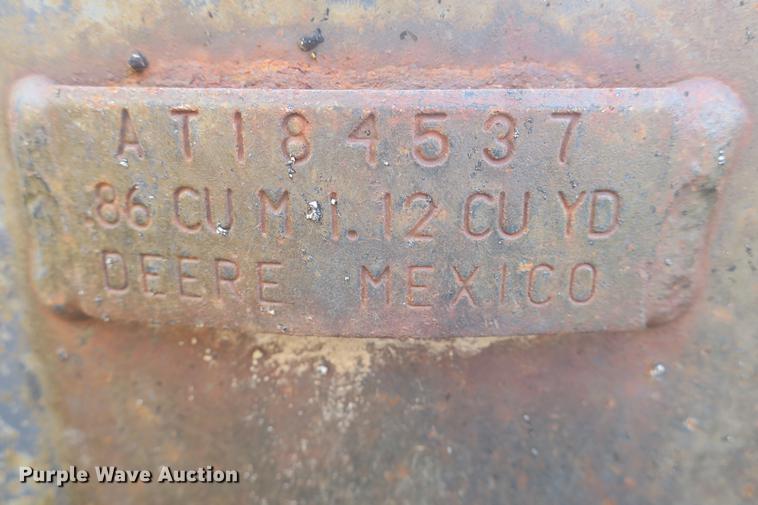 AT184537
.86 CU M 1.12 CU YD
DEERE MEXICO
Purple Wave Auction